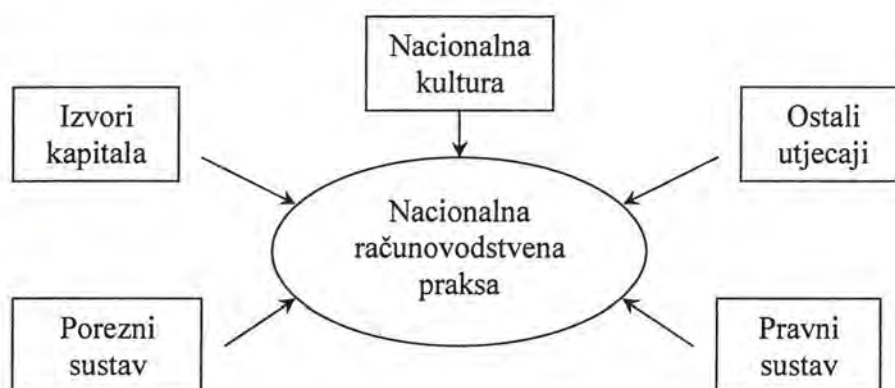 Nacionalna
kultura
Izvori
kapitala
Ostali
utjecaji
Nacionalna
računovodstvena
praksa
Porezni
sustav
Pravni
sustav